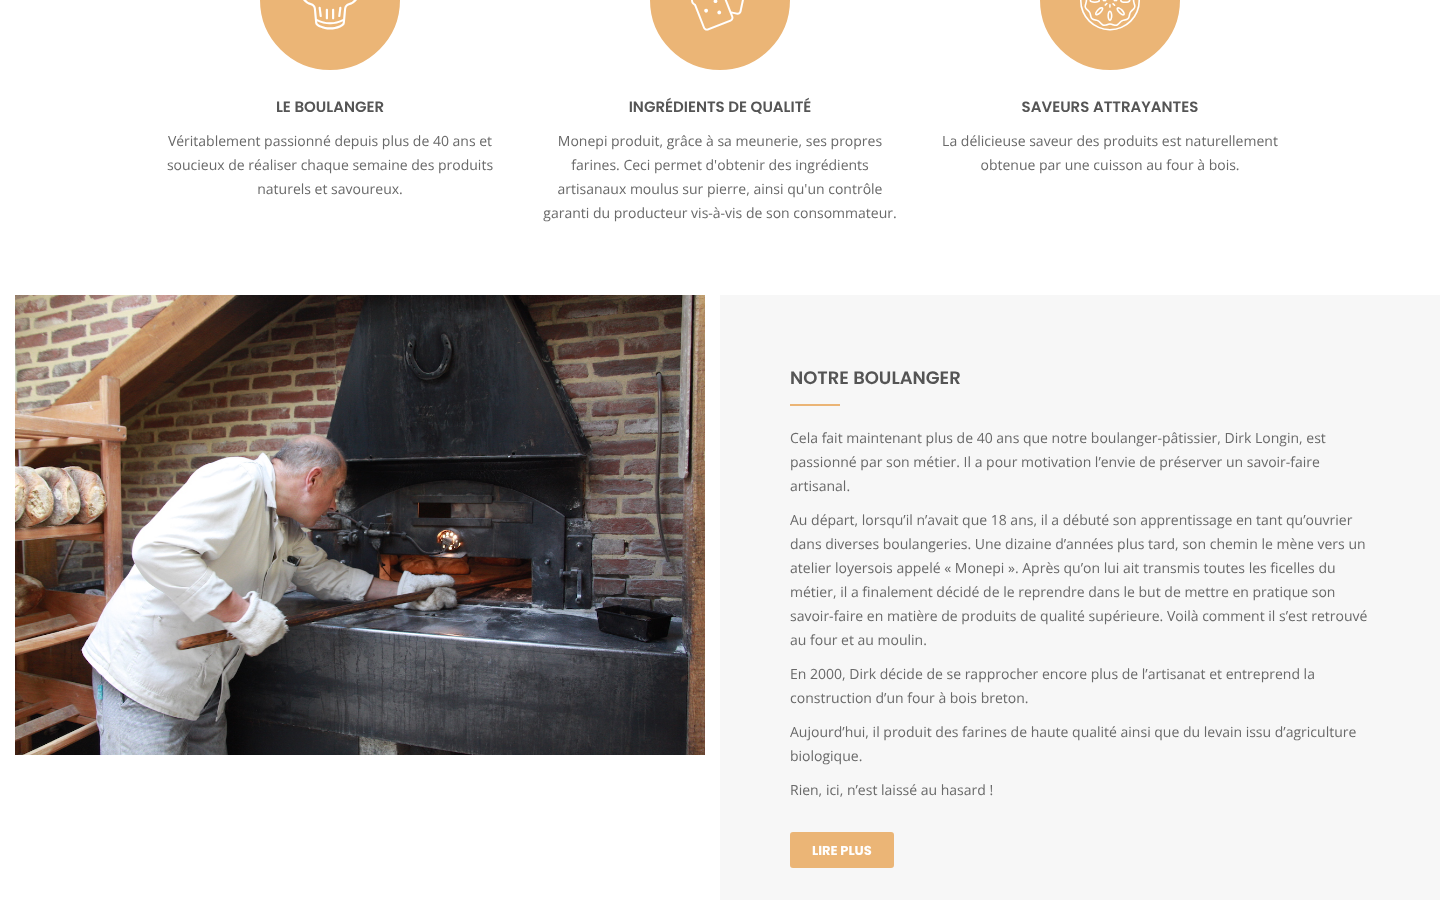 LE BOULANGER
Véritablement passionné depuis plus de 40 ans et
soucieux de réaliser chaque semaine des produits
naturels et savoureux.
INGRÉDIENTS DE QUALITÉ
Monepi produit, grâce à sa meunerie, ses propres
farines. Ceci permet d'obtenir des ingrédients
artisanaux moulus sur pierre, ainsi qu'un contrôle
garanti du producteur vis-à-vis de son consommateur.
SAVEURS ATTRAYANTES
La délicieuse saveur des produits est naturellement
obtenue par une cuisson au four à bois.
NOTRE BOULANGER
Cela fait maintenant plus de 40 ans que notre boulanger-pâtissier, Dirk Longin, est
passionné par son métier. Il a pour motivation l’envie de préserver un savoir-faire
artisanal.
Au départ, lorsqu’il n’avait que 18 ans, il a débuté son apprentissage en tant qu’ouvrier
dans diverses boulangeries. Une dizaine d’années plus tard, son chemin le mène vers un
atelier loyersois appelé « Monepi ». Après qu’on lui ait transmis toutes les ficelles du
métier, il a finalement décidé de le reprendre dans le but de mettre en pratique son
savoir-faire en matière de produits de qualité supérieure. Voilà comment il s’est retrouvé
au four et au moulin.
En 2000, Dirk décide de se rapprocher encore plus de l’artisanat et entreprend la
construction d’un four à bois breton.
Aujourd’hui, il produit des farines de haute qualité ainsi que du levain issu d’agriculture
biologique.
Rien, ici, n’est laissé au hasard !
LIRE PLUS